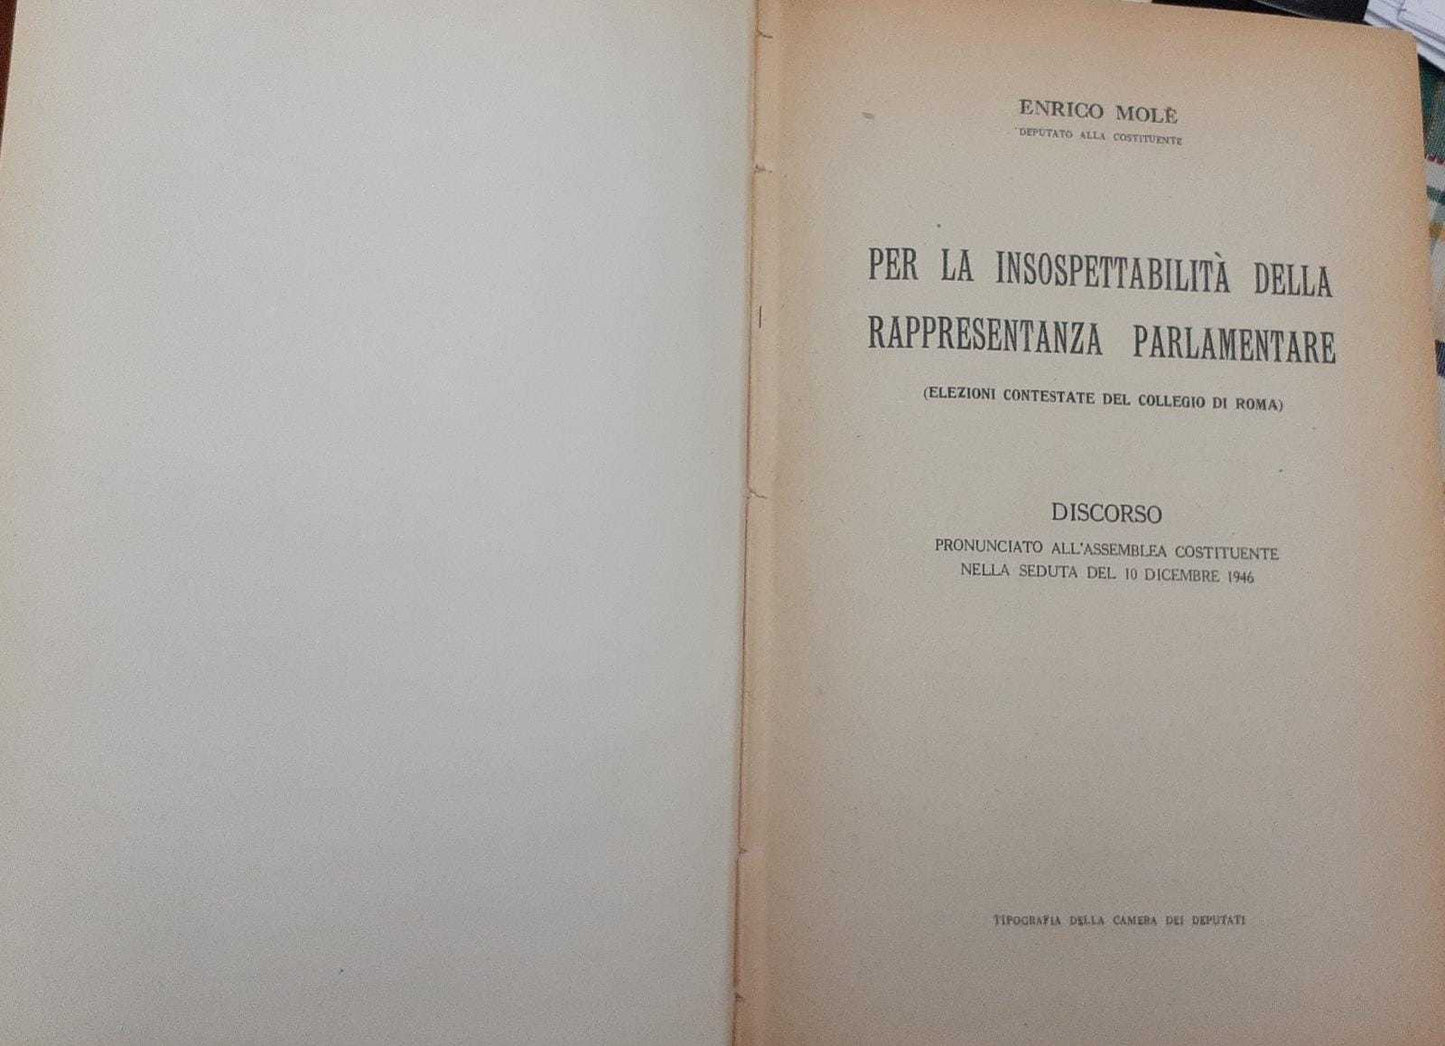 ENRICO MOLÈ
DEPUTATO ALLA COSTITUENTE
PER LA INSOSPETTABILITÀ DELLA
RAPPRESENTANZA PARLAMENTARE
(ELEZIONI CONTESTATE DEL COLLEGIO DI ROMA)
DISCORSO
PRONUNCIATO ALL'ASSEMBLEA COSTITUENTE
NELLA SEDUTA DEL 10 DICEMBRE 1946
TIPOGRAFIA DELLA CAMERA DEI DEPUTATI